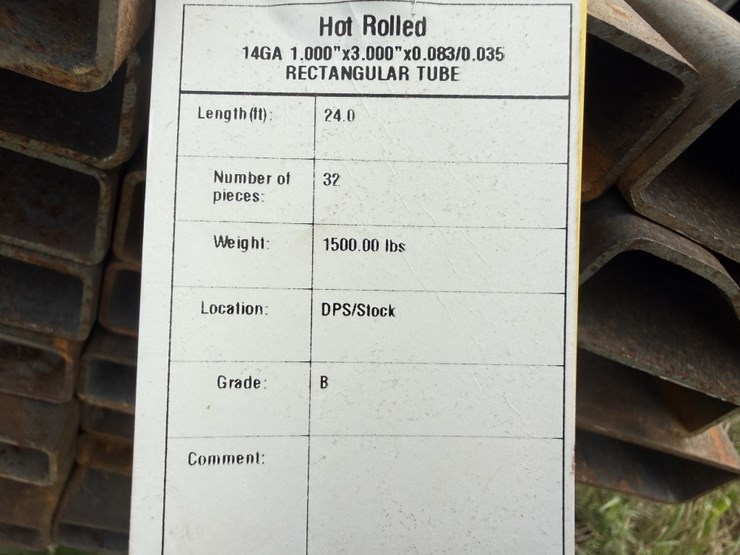 Hot Rolled
14GA 1.000"x3.000"x0.083/0.035
RECTANGULAR TUBE
Length(ft): 24.0
Number of pieces: 32
Weight: 1500.00 lbs
Location: DPS/Stock
Grade: B
Comment: